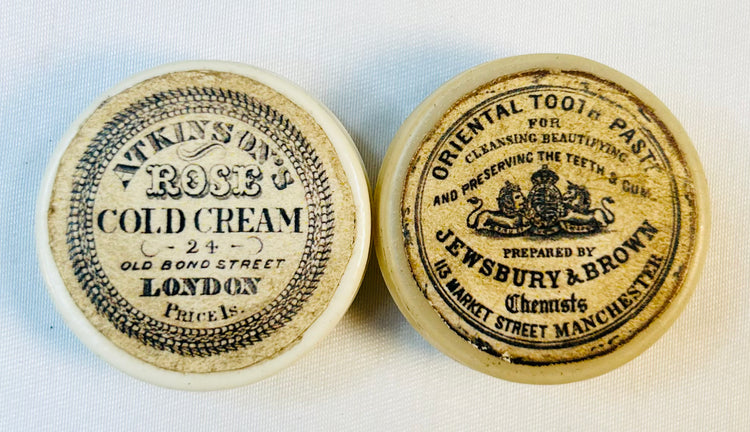 ATKINSON'S
ROSE
COLD CREAM
24
OLD BOND STREET
LONDON
PRICE 1s.
ORIENTAL TOOTH PASTE
FOR
CLEANSING BEAUTIFYING
AND PRESERVING THE TEETH & GUM
PREPARED BY
JEWSBURY & BROWN
Chemists
113 MARKET STREET MANCHESTER